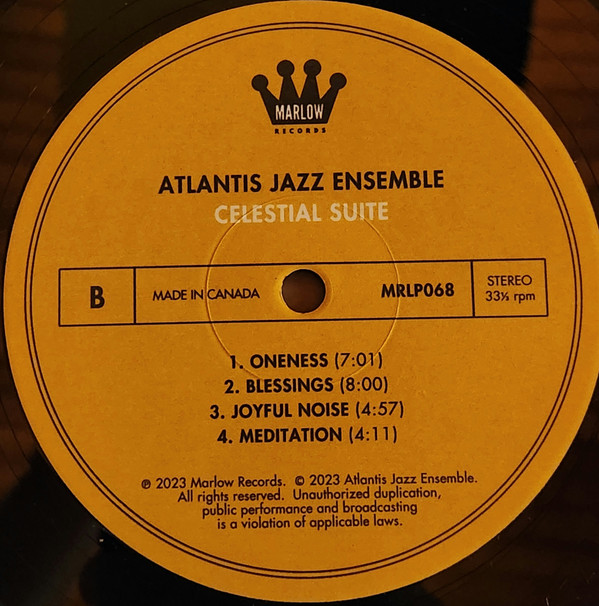 MARLOW
RECORDS
ATLANTIS JAZZ ENSEMBLE
CELESTIAL SUITE
B
MADE IN CANADA
MRLP068
STEREO
33⅓ rpm
1. ONENESS (7:01)
2. BLESSINGS (8:00)
3. JOYFUL NOISE (4:57)
4. MEDITATION (4:11)
℗ 2023 Marlow Records. © 2023 Atlantis Jazz Ensemble.
All rights reserved. Unauthorized duplication,
public performance and broadcasting
is a violation of applicable laws.